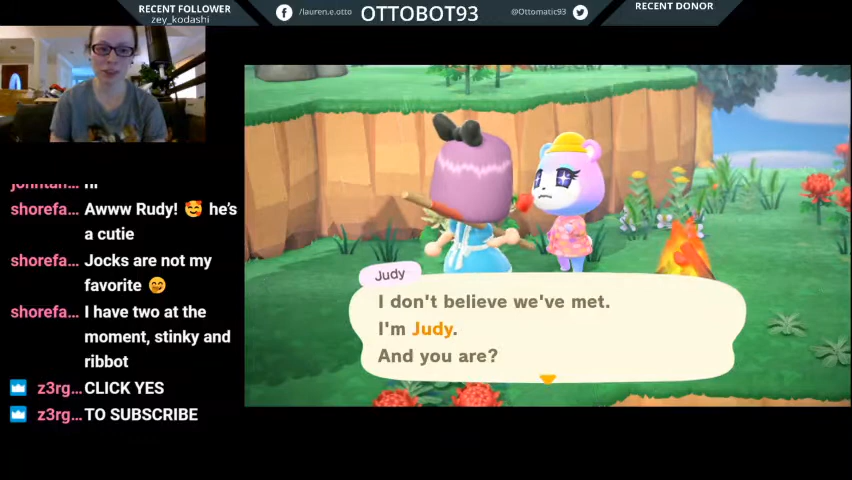 RECENT FOLLOWER
zey_kodashi
/lauren.e.otto
OTTOBOT93
@Ottomatic93
RECENT DONOR
hi
shorefa... Awww Rudy! 🥰 he's
a cutie
shorefa... Jocks are not my
favorite 🤭
shorefa... I have two at the
moment, stinky and
ribbot
z3rg... CLICK YES
z3rg... TO SUBSCRIBE
Judy
I don't believe we've met.
I'm Judy.
And you are?